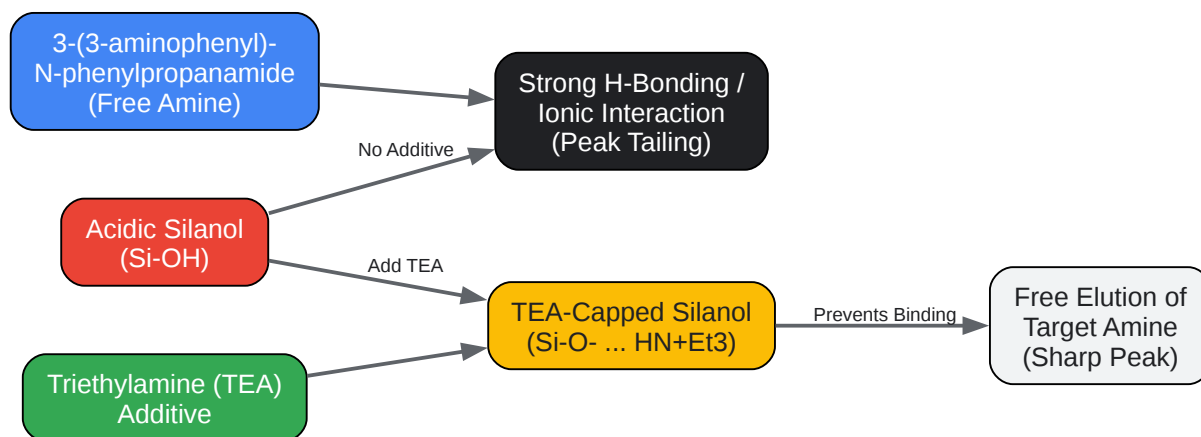 3-(3-aminophenyl)-
N-phenylpropanamide
(Free Amine)
Strong H-Bonding /
Ionic Interaction
(Peak Tailing)
No Additive
Acidic Silanol
(Si-OH)
Add TEA
TEA-Capped Silanol
(Si-O- ... HN+Et3)
Prevents Binding
Free Elution of
Target Amine
(Sharp Peak)
Triethylamine (TEA)
Additive